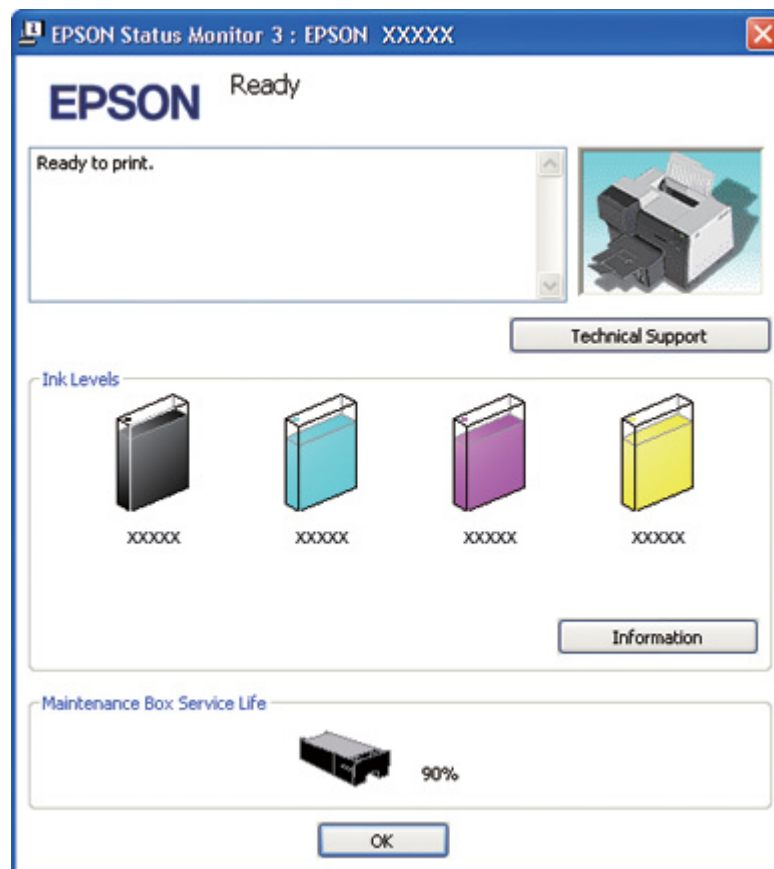 EPSON Status Monitor 3 : EPSON XXXXX
EPSON
Ready
Ready to print.
Technical Support
Ink Levels
XXXXX XXXXX XXXXX XXXXX
Information
Maintenance Box Service Life
90%
OK